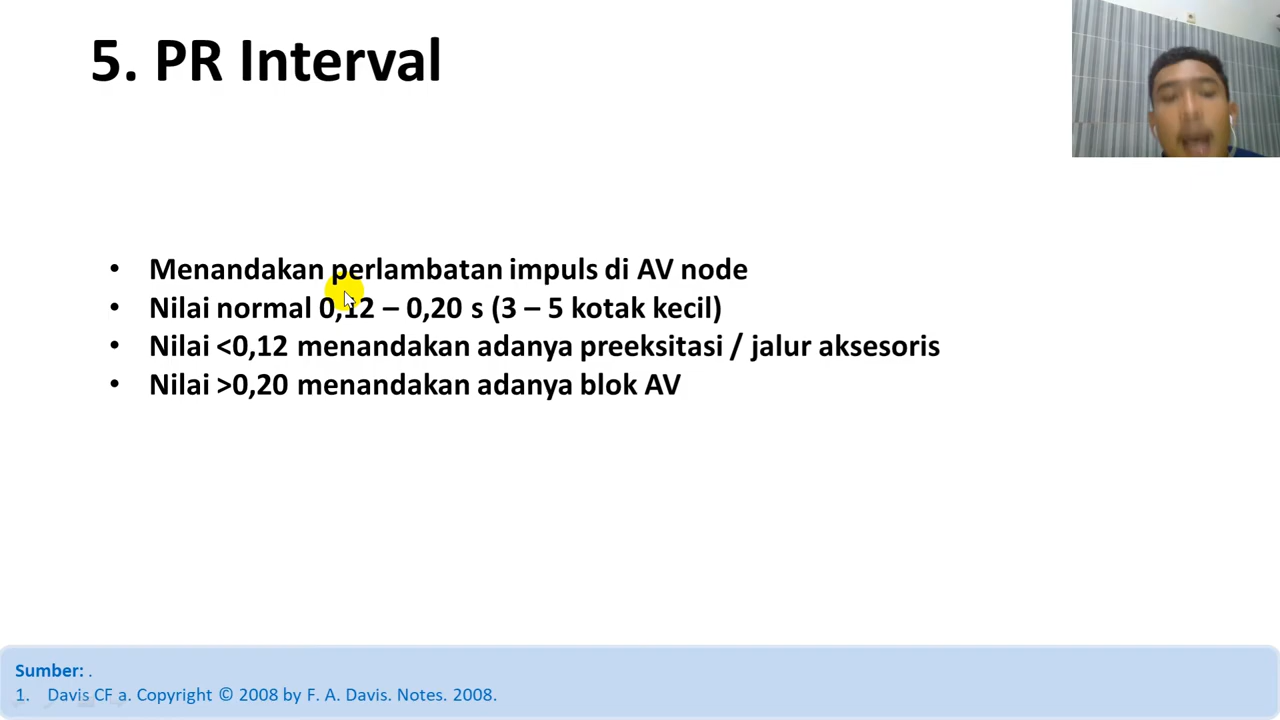 5. PR Interval
• Menandakan perlambatan impuls di AV node
• Nilai normal 0,12 – 0,20 s (3 – 5 kotak kecil)
• Nilai <0,12 menandakan adanya preeksitasi / jalur aksesoris
• Nilai >0,20 menandakan adanya blok AV
Sumber: .
1. Davis CF a. Copyright © 2008 by F. A. Davis. Notes. 2008.